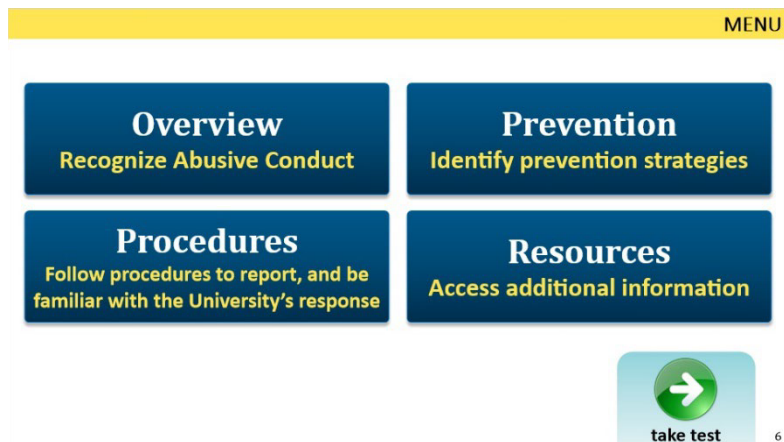 MENU
Overview
Recognize Abusive Conduct
Prevention
Identify prevention strategies
Procedures
Follow procedures to report, and be
familiar with the University's response
Resources
Access additional information
take test
6